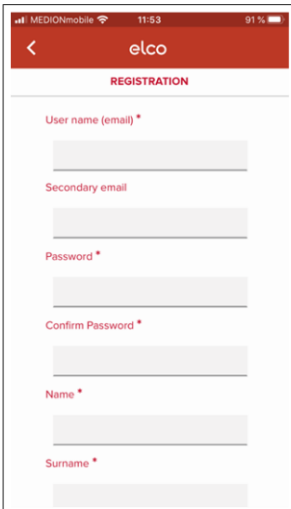 MEDIONmobile 11:53 91 %
elco
REGISTRATION
User name (email) *
Secondary email
Password *
Confirm Password *
Name *
Surname *